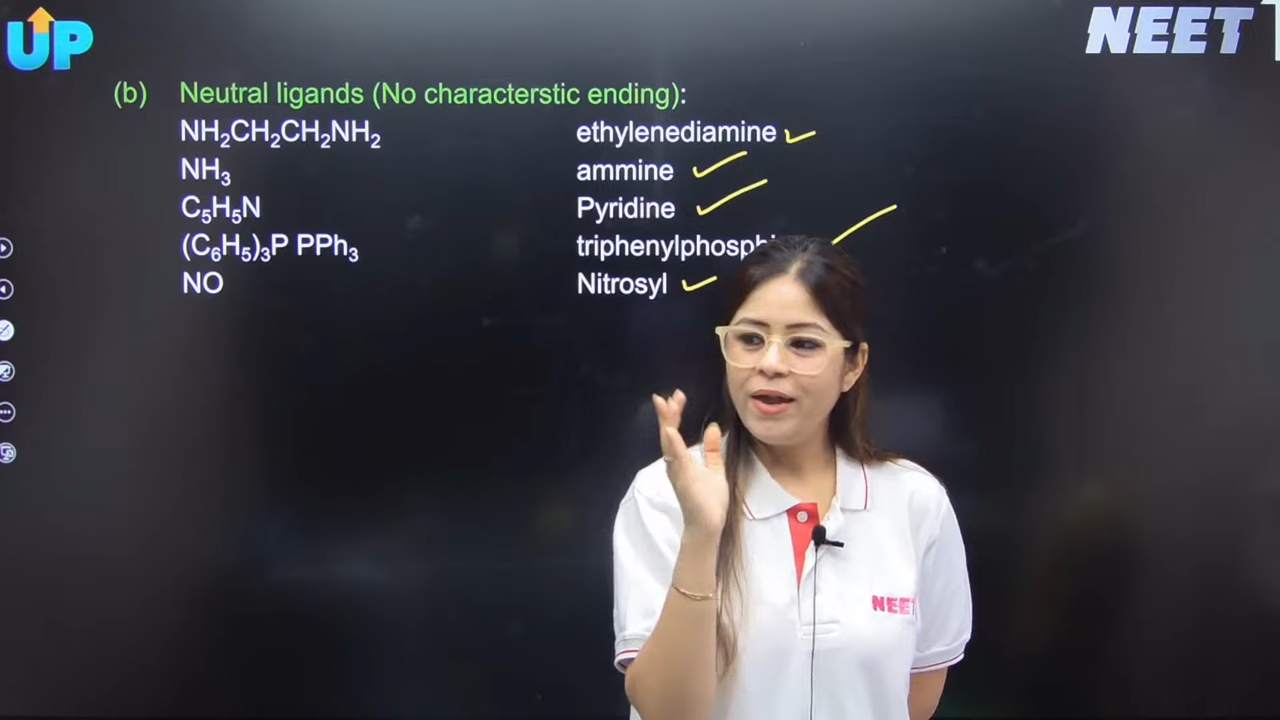 UP
NEET
(b) Neutral ligands (No characterstic ending):
NH₂CH₂CH₂NH₂ ethylenediamine
NH₃ ammine
C₅H₅N Pyridine
(C₆H₅)₃P PPh₃
NO Nitrosyl
NEET